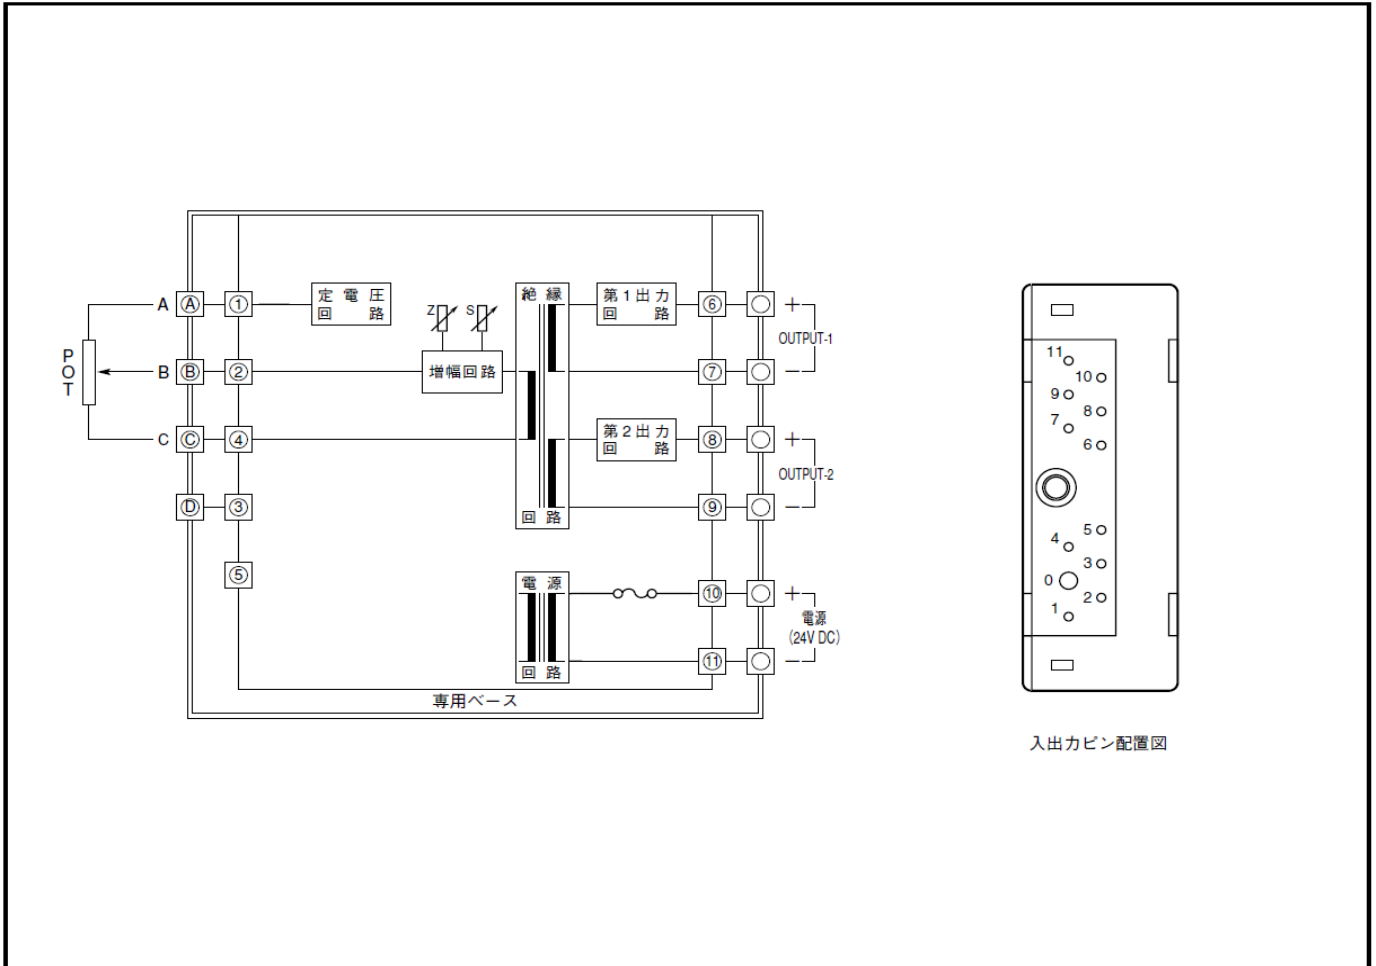 定電圧
回路
Z
S
増幅回路
絶縁
回路
第1出力
回路
第2出力
回路
電源
回路
POT
A Ⓐ ①
B Ⓑ ②
C Ⓒ ④
Ⓓ ③
⑤
⑥ +
OUTPUT-1
⑦ −
⑧ +
OUTPUT-2
⑨ −
⑩ +
電源
(24V DC)
⑪ −
専用ベース
11
10
9
8
7
6
5
4
3
0
2
1
入出力ピン配置図